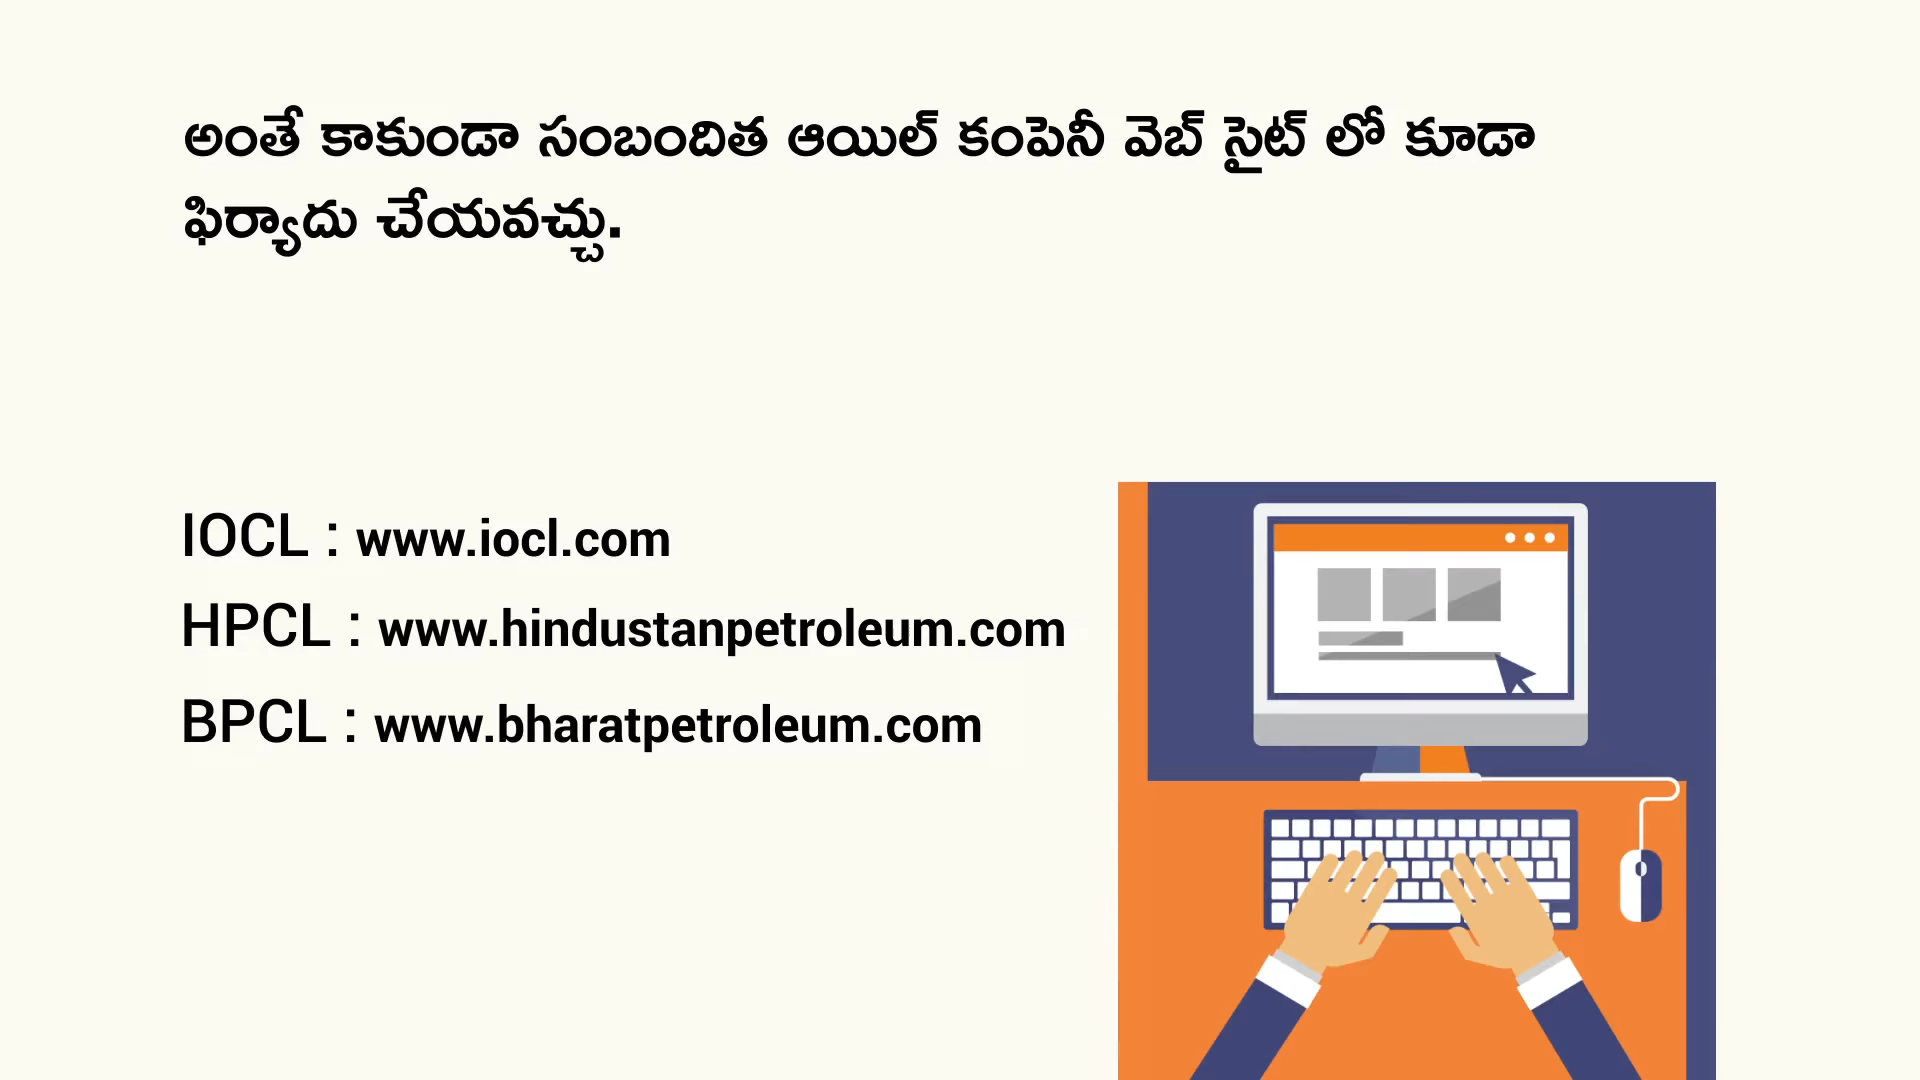 అంతే కాకుండా సంబందిత ఆయిల్ కంపెనీ వెబ్ సైట్ లో కూడా
ఫిర్యాదు చేయవచ్చు.
IOCL : www.iocl.com
HPCL : www.hindustanpetroleum.com
BPCL : www.bharatpetroleum.com